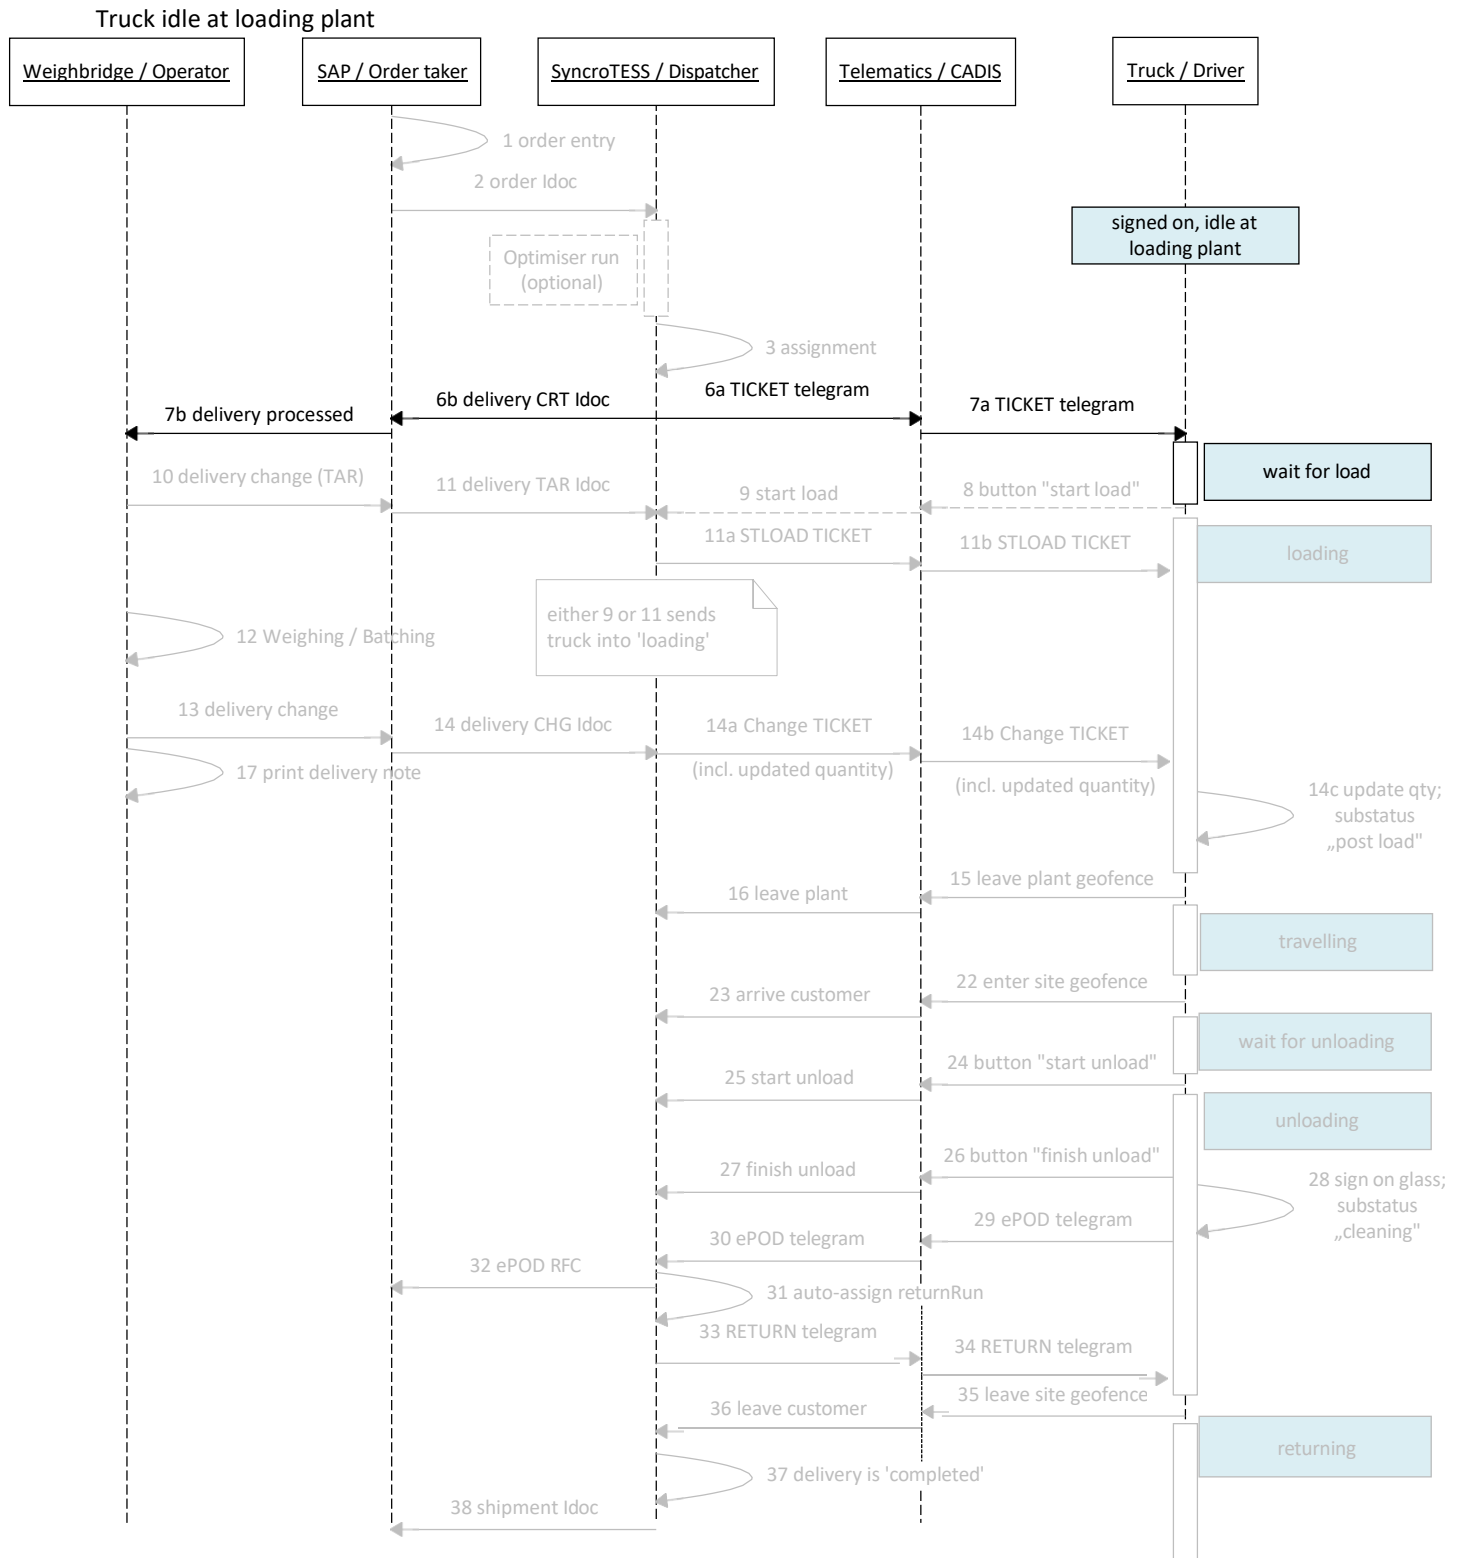 Truck idle at loading plant
Weighbridge / Operator
SAP / Order taker
SyncroTESS / Dispatcher
Telematics / CADIS
Truck / Driver
1 order entry
2 order Idoc
signed on, idle at
loading plant
Optimiser run
(optional)
3 assignment
6b delivery CRT Idoc
6a TICKET telegram
7b delivery processed
7a TICKET telegram
wait for load
10 delivery change (TAR)
11 delivery TAR Idoc
9 start load
8 button "start load"
11a STLOAD TICKET
11b STLOAD TICKET
loading
either 9 or 11 sends
truck into 'loading'
12 Weighing / Batching
13 delivery change
14 delivery CHG Idoc
14a Change TICKET
(incl. updated quantity)
14b Change TICKET
(incl. updated quantity)
17 print delivery note
14c update qty;
substatus
„post load"
15 leave plant geofence
16 leave plant
travelling
22 enter site geofence
23 arrive customer
wait for unloading
24 button "start unload"
25 start unload
unloading
26 button "finish unload"
27 finish unload
28 sign on glass;
substatus
„cleaning"
29 ePOD telegram
30 ePOD telegram
32 ePOD RFC
31 auto-assign returnRun
33 RETURN telegram
34 RETURN telegram
35 leave site geofence
36 leave customer
returning
37 delivery is 'completed'
38 shipment Idoc